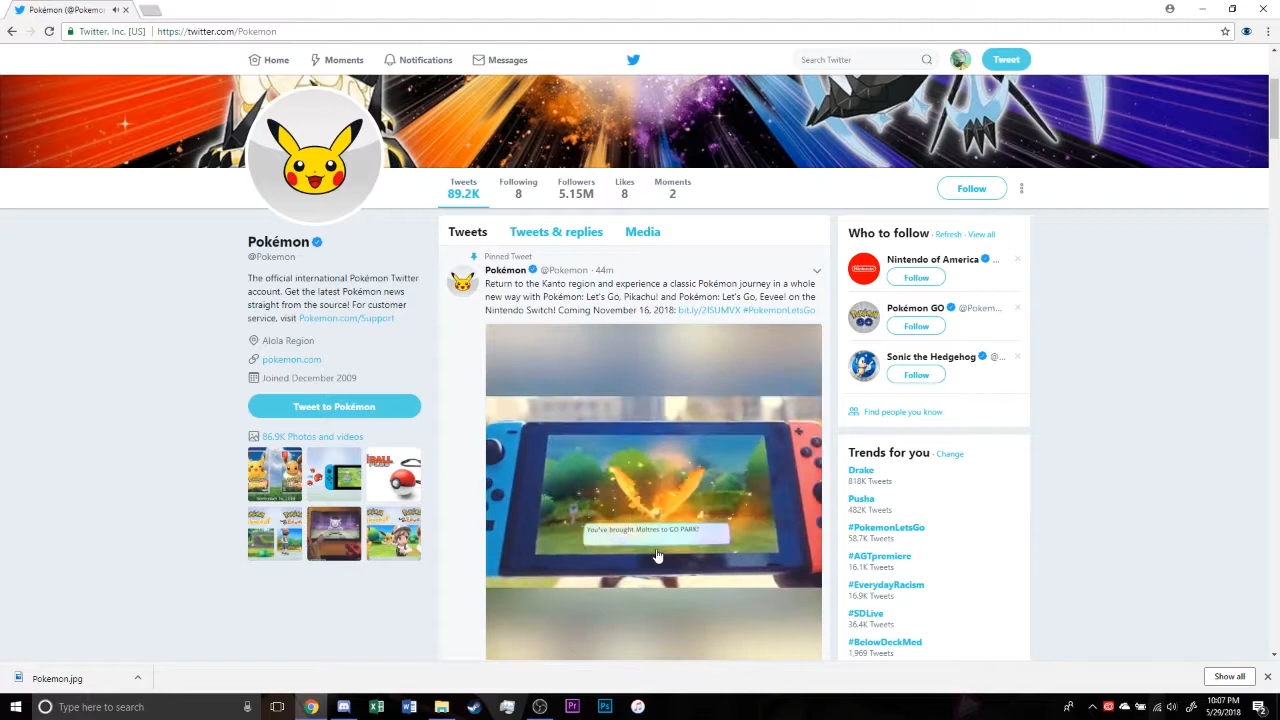 Pokémon (@Pokemo
Twitter, Inc. [US]
https://twitter.com/Pokemon
Home
Moments
Notifications
Messages
Search Twitter
Tweet
Tweets
89.2K
Following
8
Followers
5.15M
Likes
8
Moments
2
Follow
Pokémon
@Pokemon
The official international Pokémon Twitter
account. Get the latest Pokémon news
straight from the source! For customer
service, visit Pokemon.com/Support
Alola Region
pokemon.com
Joined December 2009
Tweet to Pokémon
86.9K Photos and videos
Tweets
Tweets & replies
Media
Pinned Tweet
Pokémon @Pokemon · 44m
Return to the Kanto region and experience a classic Pokémon journey in a whole
new way with Pokémon: Let's Go, Pikachu! and Pokémon: Let's Go, Eevee! on the
Nintendo Switch! Coming November 16, 2018: bit.ly/2ISUMVX #PokemonLetsGo
You've brought Moltres to GO PARK!
Who to follow · Refresh · View all
Nintendo of America ...
Follow
Pokémon GO @Pokem...
Follow
Sonic the Hedgehog @...
Follow
Find people you know
Trends for you · Change
Drake
818K Tweets
Pusha
482K Tweets
#PokemonLetsGo
58.7K Tweets
#AGTpremiere
16.1K Tweets
#EverydayRacism
16.9K Tweets
#SDLive
36.4K Tweets
#BelowDeckMed
1,969 Tweets
Pokemon.jpg
Show all
Type here to search
10:07 PM
5/29/2018